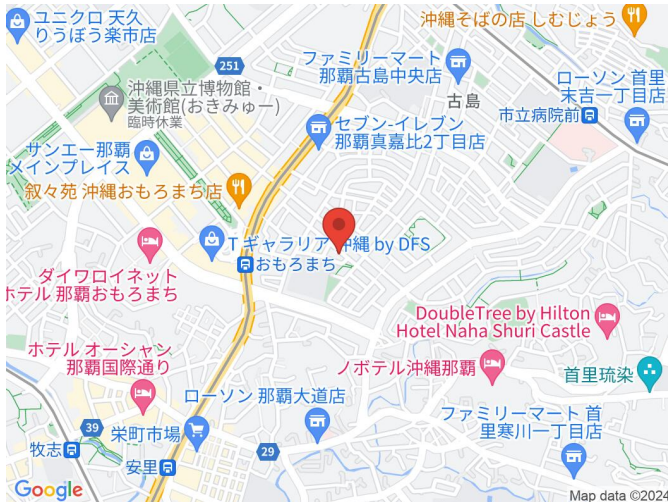 ユニクロ 天久
りうぼう楽市店
沖縄そばの店 しむじょう
251
ファミリーマート
那覇古島中央店
沖縄県立博物館・
美術館(おきみゅー)
臨時休業
古島
ローソン 首里
末吉一丁目店
市立病院前
セブン-イレブン
那覇真嘉比2丁目店
サンエー那覇
メインプレイス
叙々苑 沖縄おもろまち店
T ギャラリア 沖縄 by DFS
おもろまち
ダイワロイネット
ホテル 那覇おもろまち
DoubleTree by Hilton
Hotel Naha Shuri Castle
ホテル オーシャン
那覇国際通り
ノボテル沖縄那覇
首里琉染
ローソン 那覇大道店
ファミリーマート 首
里寒川一丁目店
39
栄町市場
牧志
29
安里
Google
Map data ©2024